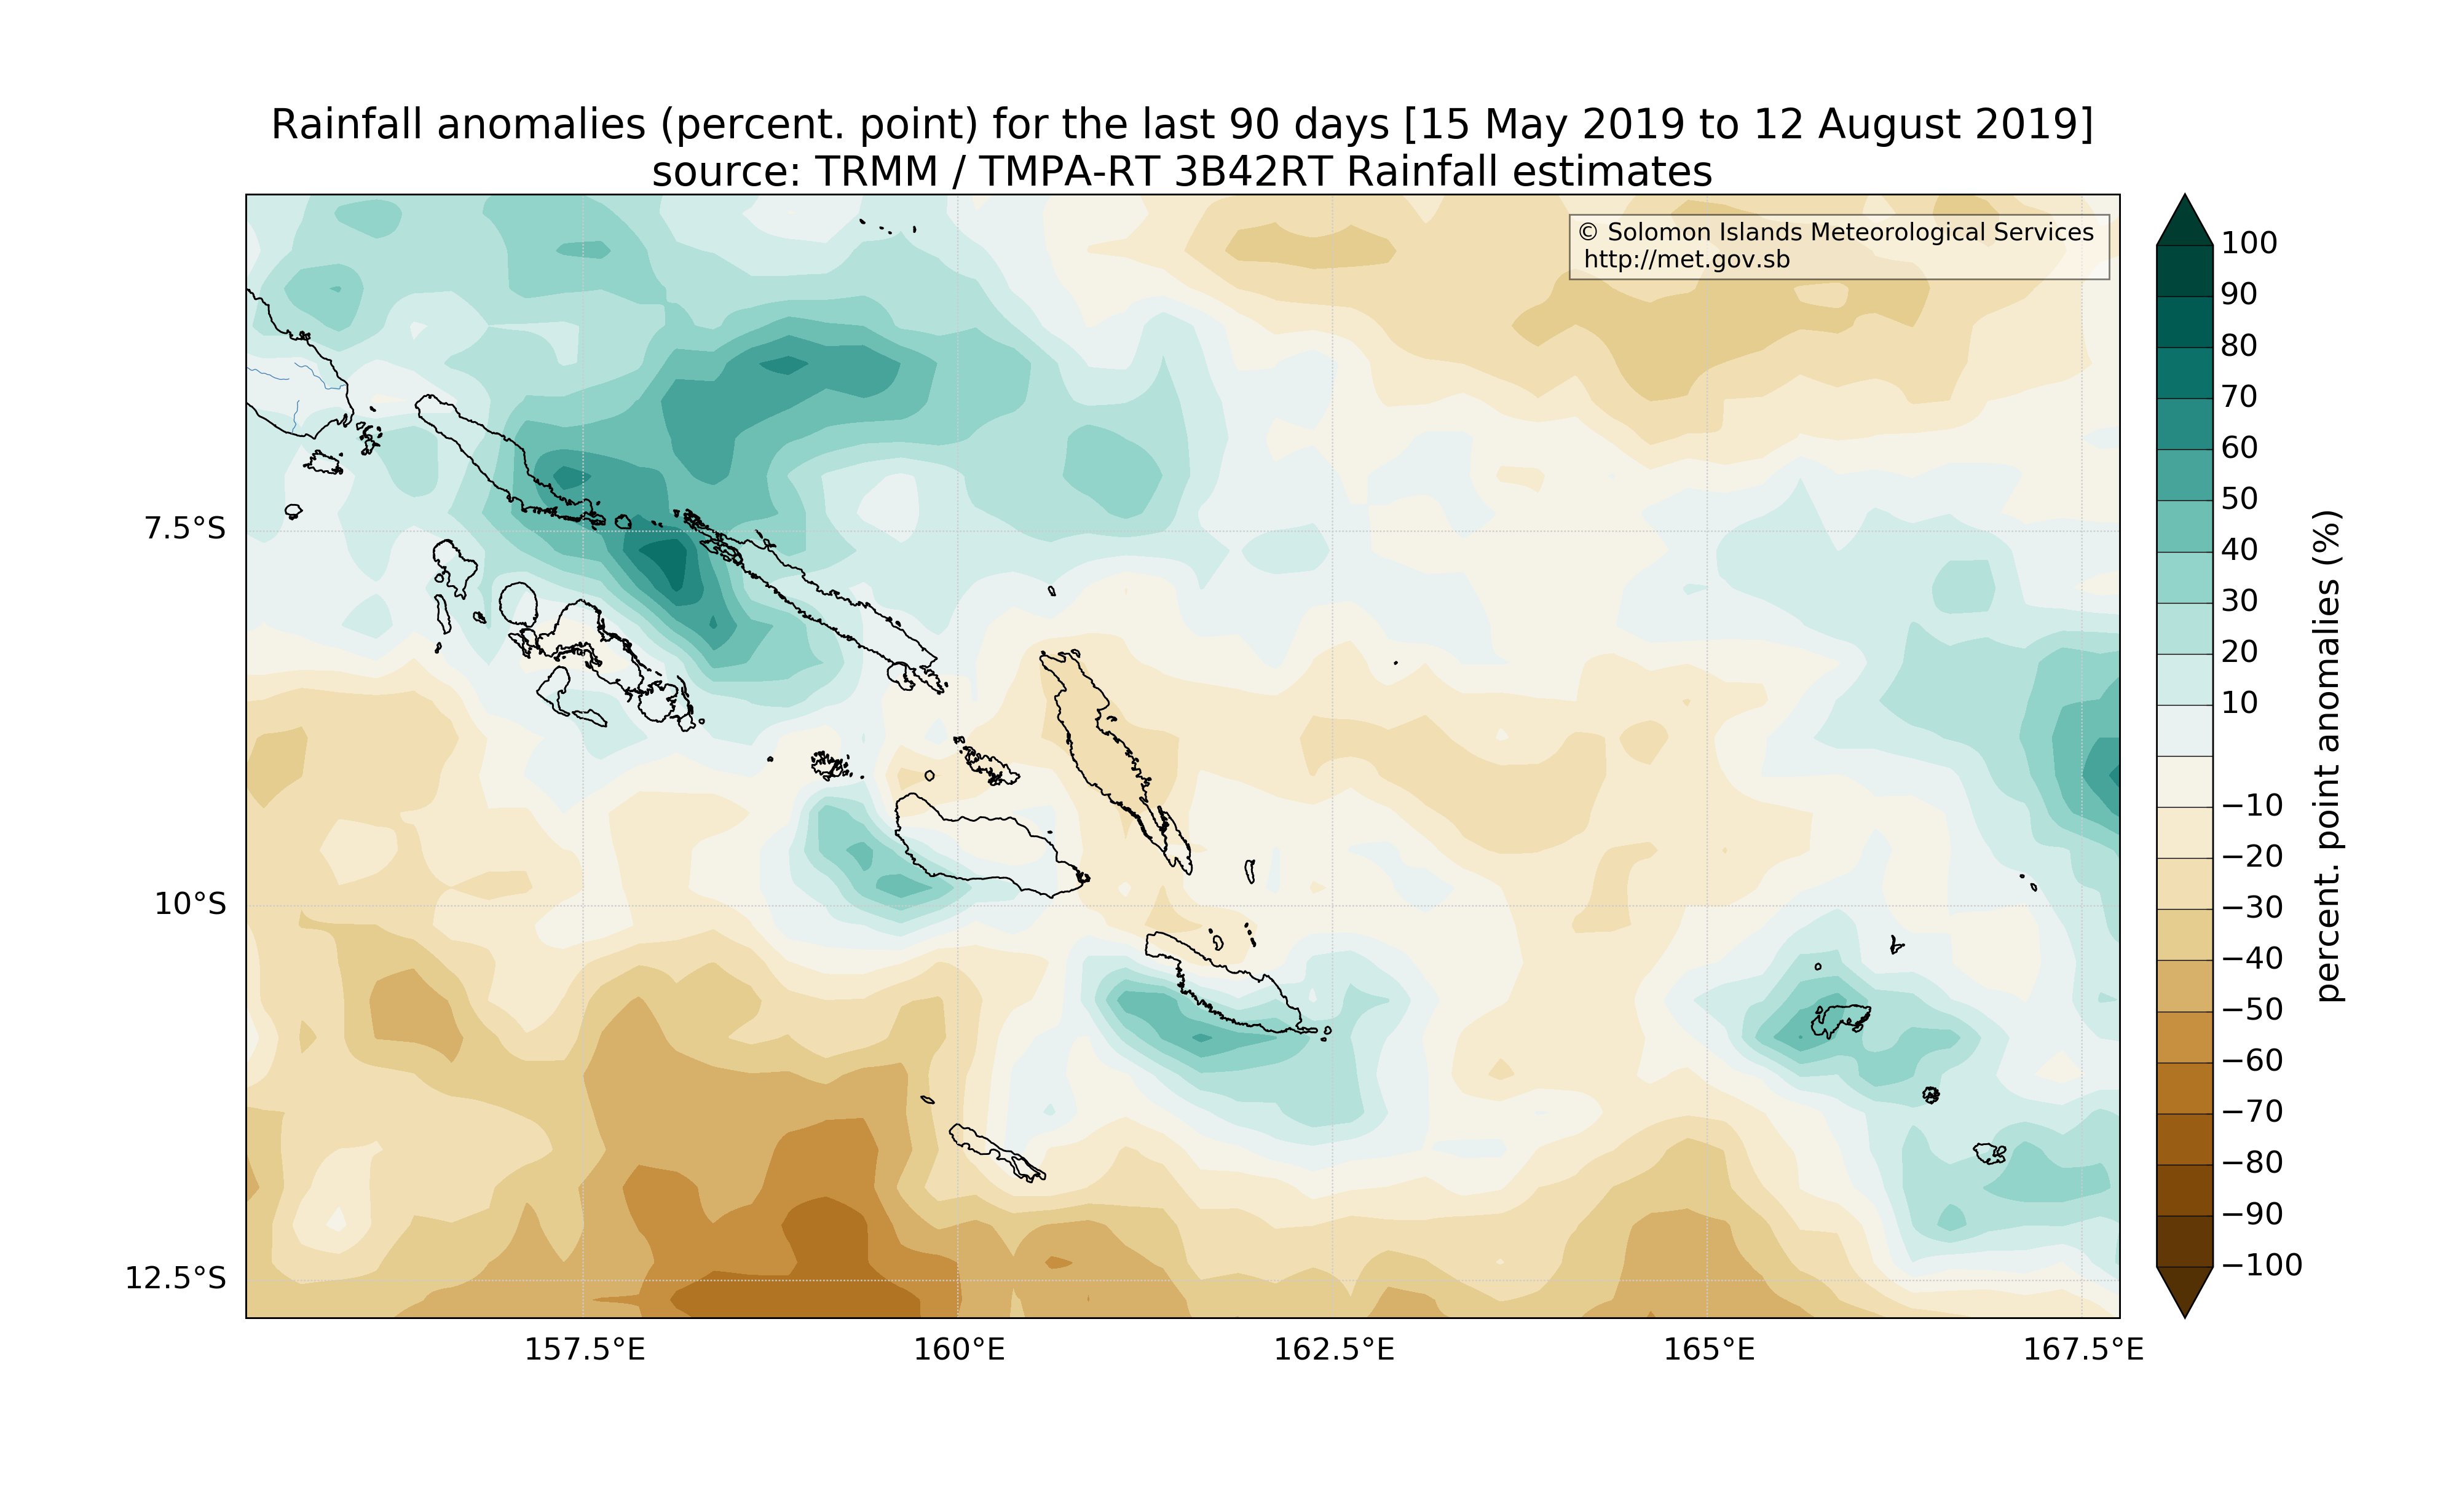 Rainfall anomalies (percent. point) for the last 90 days [15 May 2019 to 12 August 2019]
source: TRMM / TMPA-RT 3B42RT Rainfall estimates
© Solomon Islands Meteorological Services
http://met.gov.sb
7.5°S
10°S
12.5°S
157.5°E
160°E
162.5°E
165°E
167.5°E
100
90
80
70
60
50
40
30
20
10
−10
−20
−30
−40
−50
−60
−70
−80
−90
−100
percent. point anomalies (%)